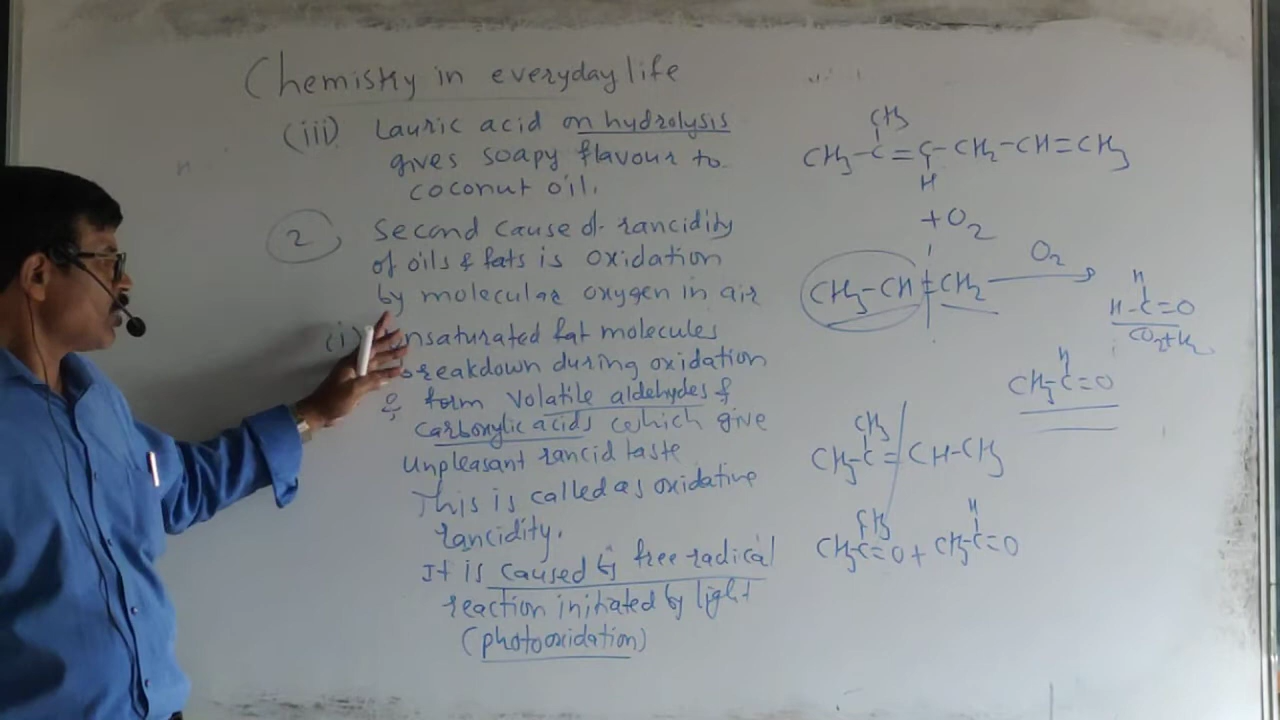 Chemistry in everyday life
(iii) Lauric acid on hydrolysis
gives soapy flavour to
coconut oil.
2 Second cause of rancidity
of oils & fats is oxidation
by molecular oxygen in air
(i) Unsaturated fat molecules
breakdown during oxidation
& form volatile aldehydes &
carboxylic acids which give
unpleasant rancid taste
This is called as oxidative
rancidity.
It is caused by free radical
reaction initiated by light
(photooxidation)
CH3
CH3-C=C-CH2-CH=CH3
H
+O2
CH3-CH=CH2 O2
H
H-C=O
CO2+H2
H
CH3-C=O
CH3
CH3-C=CH-CH3
CH3 H
CH3-C=O + CH3-C=O